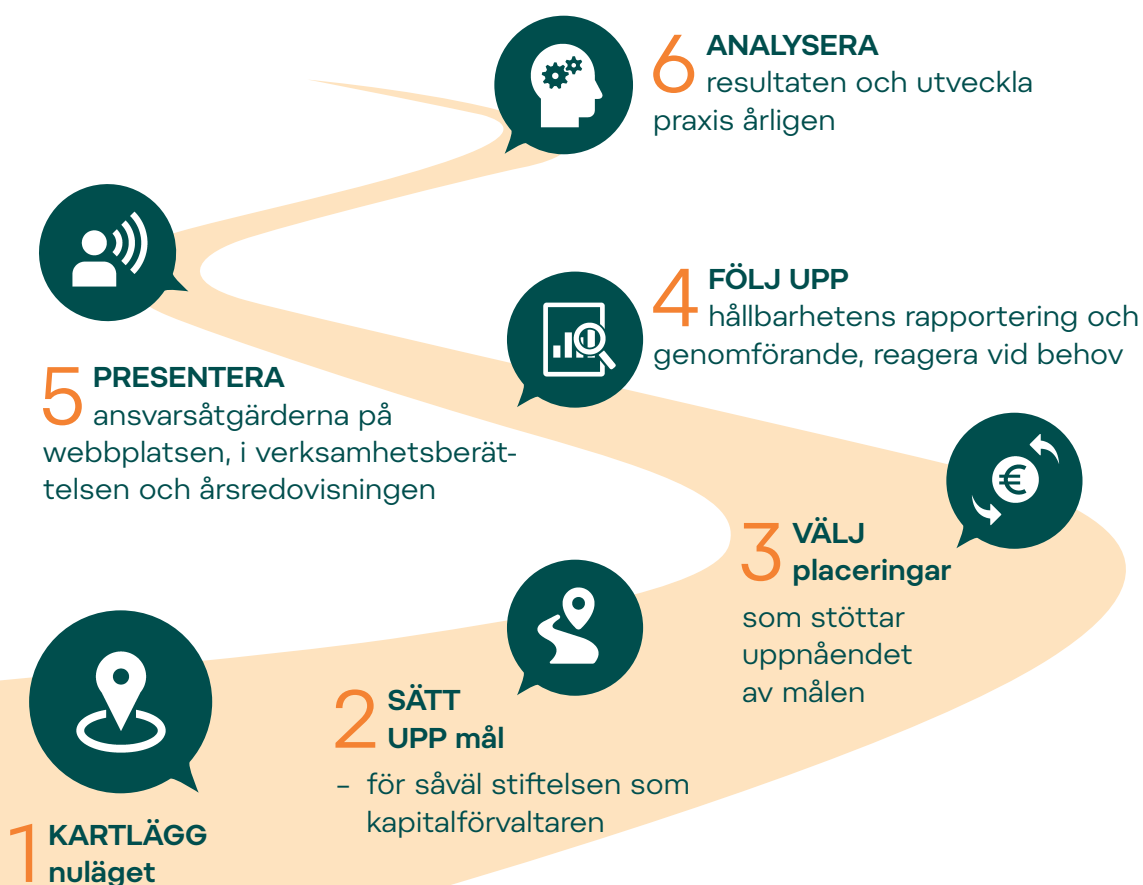 6 ANALYSERA
resultaten och utveckla
praxis årligen
4 FÖLJ UPP
hållbarhetens rapportering och
genomförande, reagera vid behov
5 PRESENTERA
ansvarsåtgärderna på
webbplatsen, i verksamhetsberät-
telsen och årsredovisningen
3 VÄLJ
placeringar
som stöttar
uppnåendet
av målen
2 SÄTT
UPP mål
– för såväl stiftelsen som
kapitalförvaltaren
1 KARTLÄGG
nuläget
€